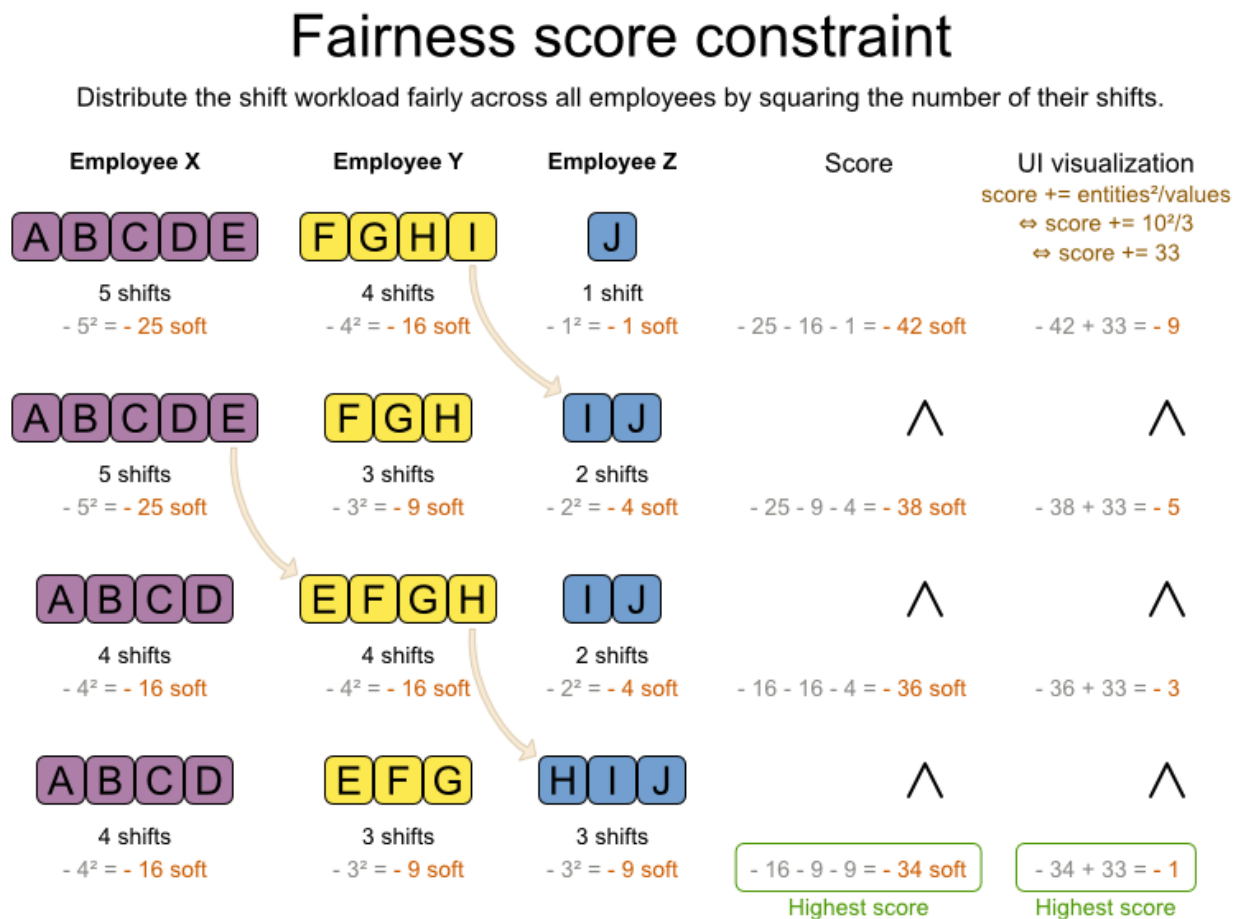 Fairness score constraint
Distribute the shift workload fairly across all employees by squaring the number of their shifts.
Employee X Employee Y Employee Z Score UI visualization
score += entities²/values
⇔ score += 10²/3
⇔ score += 33
A B C D E F G H I J
5 shifts 4 shifts 1 shift
- 5² = - 25 soft - 4² = - 16 soft - 1² = - 1 soft - 25 - 16 - 1 = - 42 soft - 42 + 33 = - 9
A B C D E F G H I J
5 shifts 3 shifts 2 shifts
- 5² = - 25 soft - 3² = - 9 soft - 2² = - 4 soft - 25 - 9 - 4 = - 38 soft - 38 + 33 = - 5
A B C D E F G H I J
4 shifts 4 shifts 2 shifts
- 4² = - 16 soft - 4² = - 16 soft - 2² = - 4 soft - 16 - 16 - 4 = - 36 soft - 36 + 33 = - 3
A B C D E F G H I J
4 shifts 3 shifts 3 shifts
- 4² = - 16 soft - 3² = - 9 soft - 3² = - 9 soft - 16 - 9 - 9 = - 34 soft - 34 + 33 = - 1
Highest score Highest score